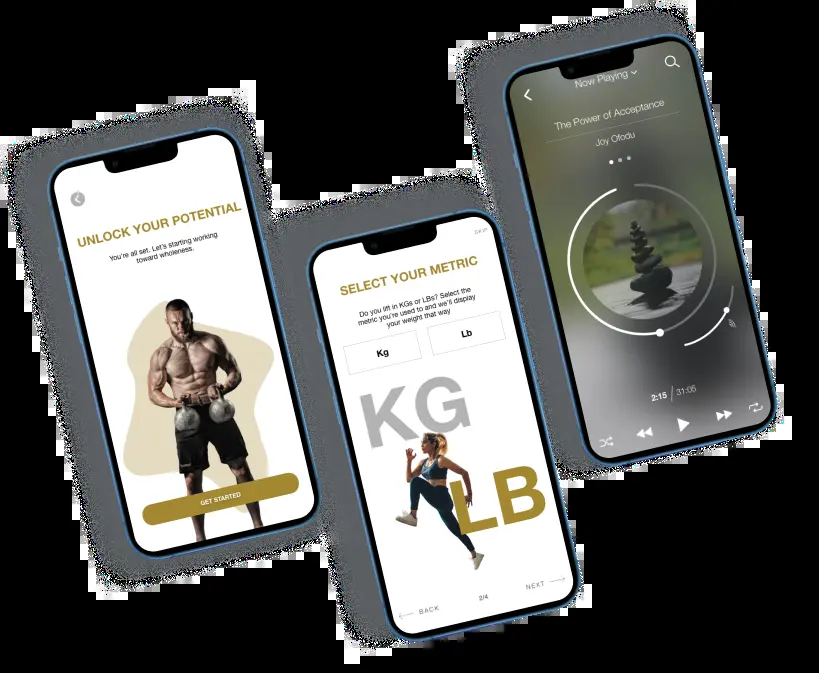 UNLOCK YOUR POTENTIAL
You're all set. Let's starting working
toward wholeness.
GET STARTED
SKIP
SELECT YOUR METRIC
Do you lift in KGs or LBs? Select the
metric you're used to and we'll display
your weight that way
Kg
Lb
KG
LB
BACK
2/4
NEXT
Now Playing
The Power of Acceptance
Joy Ofodu
2:15
31:05